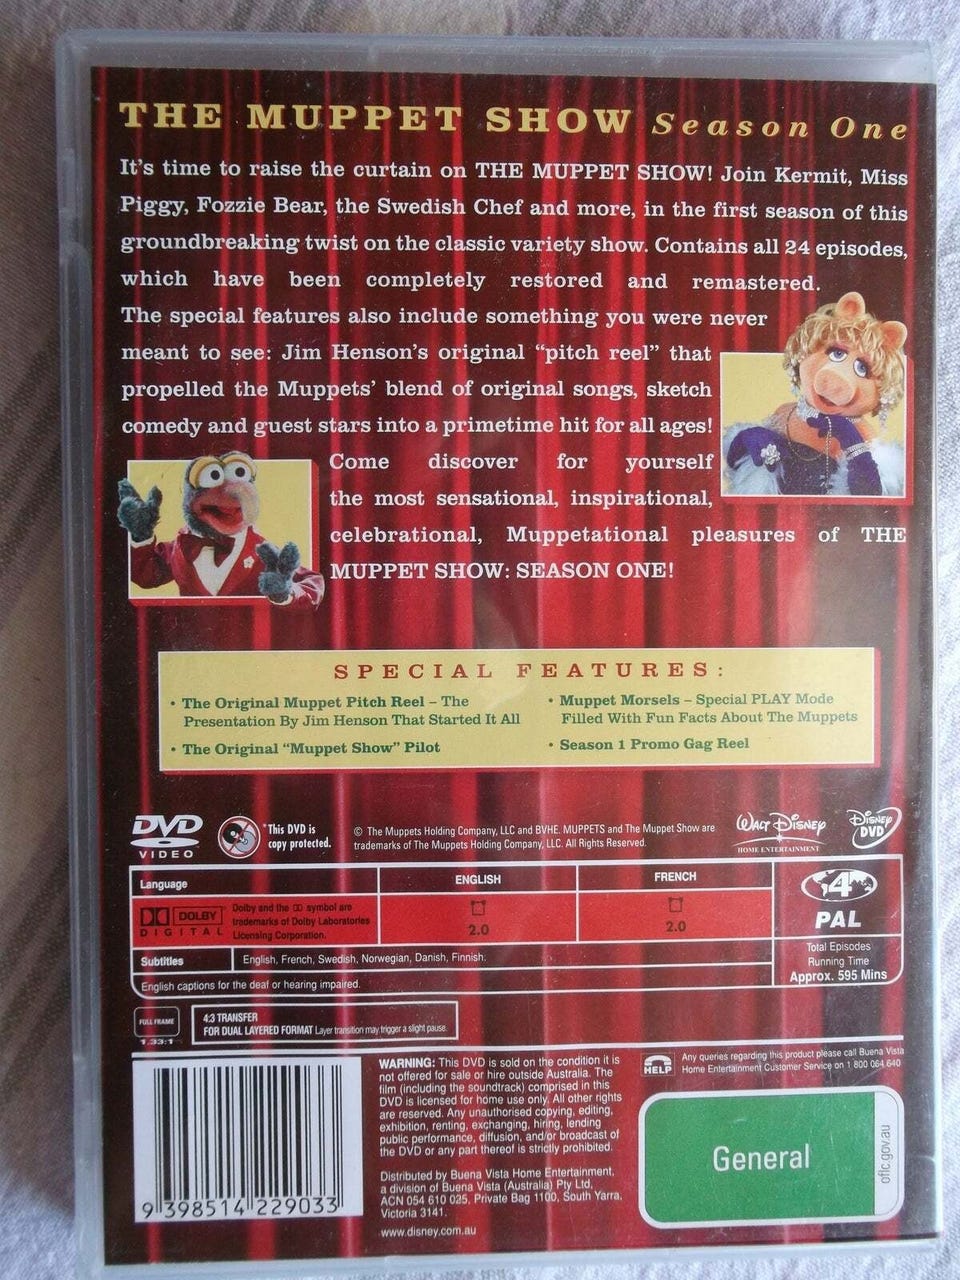 THE MUPPET SHOW Season One
It's time to raise the curtain on THE MUPPET SHOW! Join Kermit, Miss
Piggy, Fozzie Bear, the Swedish Chef and more, in the first season of this
groundbreaking twist on the classic variety show. Contains all 24 episodes,
which have been completely restored and remastered.
The special features also include something you were never
meant to see: Jim Henson's original "pitch reel" that
propelled the Muppets' blend of original songs, sketch
comedy and guest stars into a primetime hit for all ages!
Come discover for yourself
the most sensational, inspirational,
celebrational, Muppetational pleasures of THE
MUPPET SHOW: SEASON ONE!
SPECIAL FEATURES:
• The Original Muppet Pitch Reel – The
Presentation By Jim Henson That Started It All
• The Original "Muppet Show" Pilot
• Muppet Morsels – Special PLAY Mode
Filled With Fun Facts About The Muppets
• Season 1 Promo Gag Reel
DVD
VIDEO
This DVD is
copy protected.
© The Muppets Holding Company, LLC and BVHE. MUPPETS and The Muppet Show are
trademarks of The Muppets Holding Company, LLC. All Rights Reserved.
Walt Disney
HOME ENTERTAINMENT
Disney
DVD
Language
ENGLISH
FRENCH
DOLBY
DIGITAL
Dolby and the DD symbol are
trademarks of Dolby Laboratories
Licensing Corporation.
2.0
2.0
Subtitles
English, French, Swedish, Norwegian, Danish, Finnish.
English captions for the deaf or hearing impaired.
4
PAL
Total Episodes
Running Time
Approx. 595 Mins
FULL FRAME
1.33:1
4:3 TRANSFER
FOR DUAL LAYERED FORMAT Layer transition may trigger a slight pause.
9 398514 229033
WARNING: This DVD is sold on the condition it is
not offered for sale or hire outside Australia. The
film (including the soundtrack) comprised in this
DVD is licensed for home use only. All other rights
are reserved. Any unauthorised copying, editing,
exhibition, renting, exchanging, hiring, lending
public performance, diffusion, and/or broadcast of
the DVD or any part thereof is strictly prohibited.
Distributed by Buena Vista Home Entertainment,
a division of Buena Vista (Australia) Pty Ltd,
ACN 054 610 025, Private Bag 1100, South Yarra,
Victoria 3141.
www.disney.com.au
HELP
Any queries regarding this product please call Buena Vista
Home Entertainment Customer Service on 1 800 064 640
General
oflc.gov.au